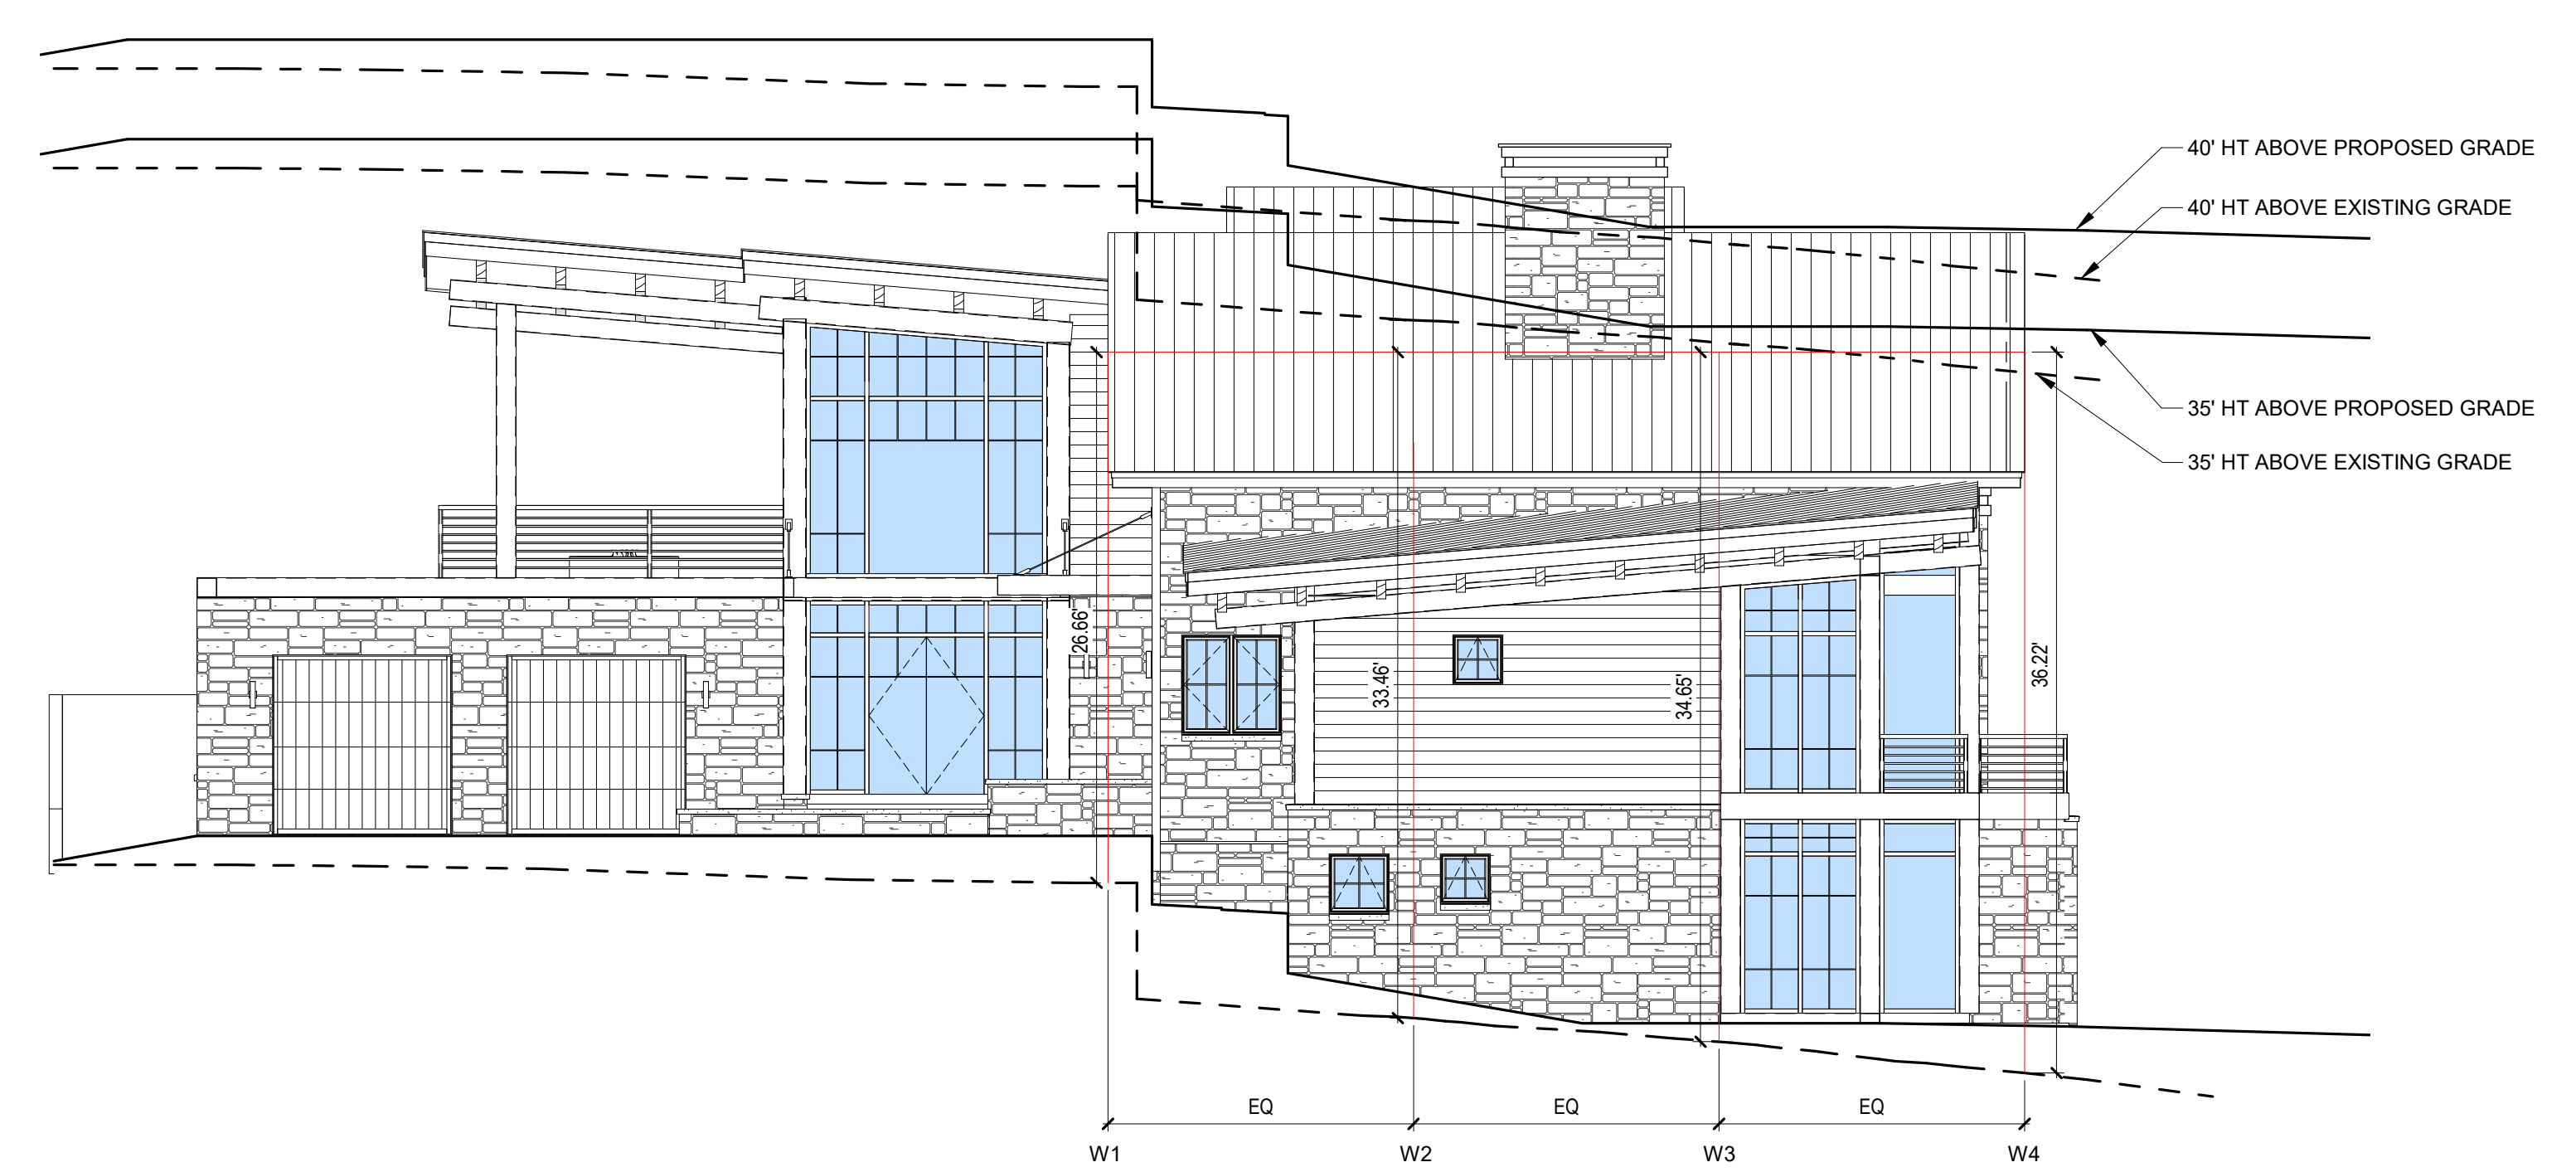 40' HT ABOVE PROPOSED GRADE
40' HT ABOVE EXISTING GRADE
35' HT ABOVE PROPOSED GRADE
35' HT ABOVE EXISTING GRADE
26.66'
33.46'
34.65'
36.22'
EQ EQ EQ
W1 W2 W3 W4